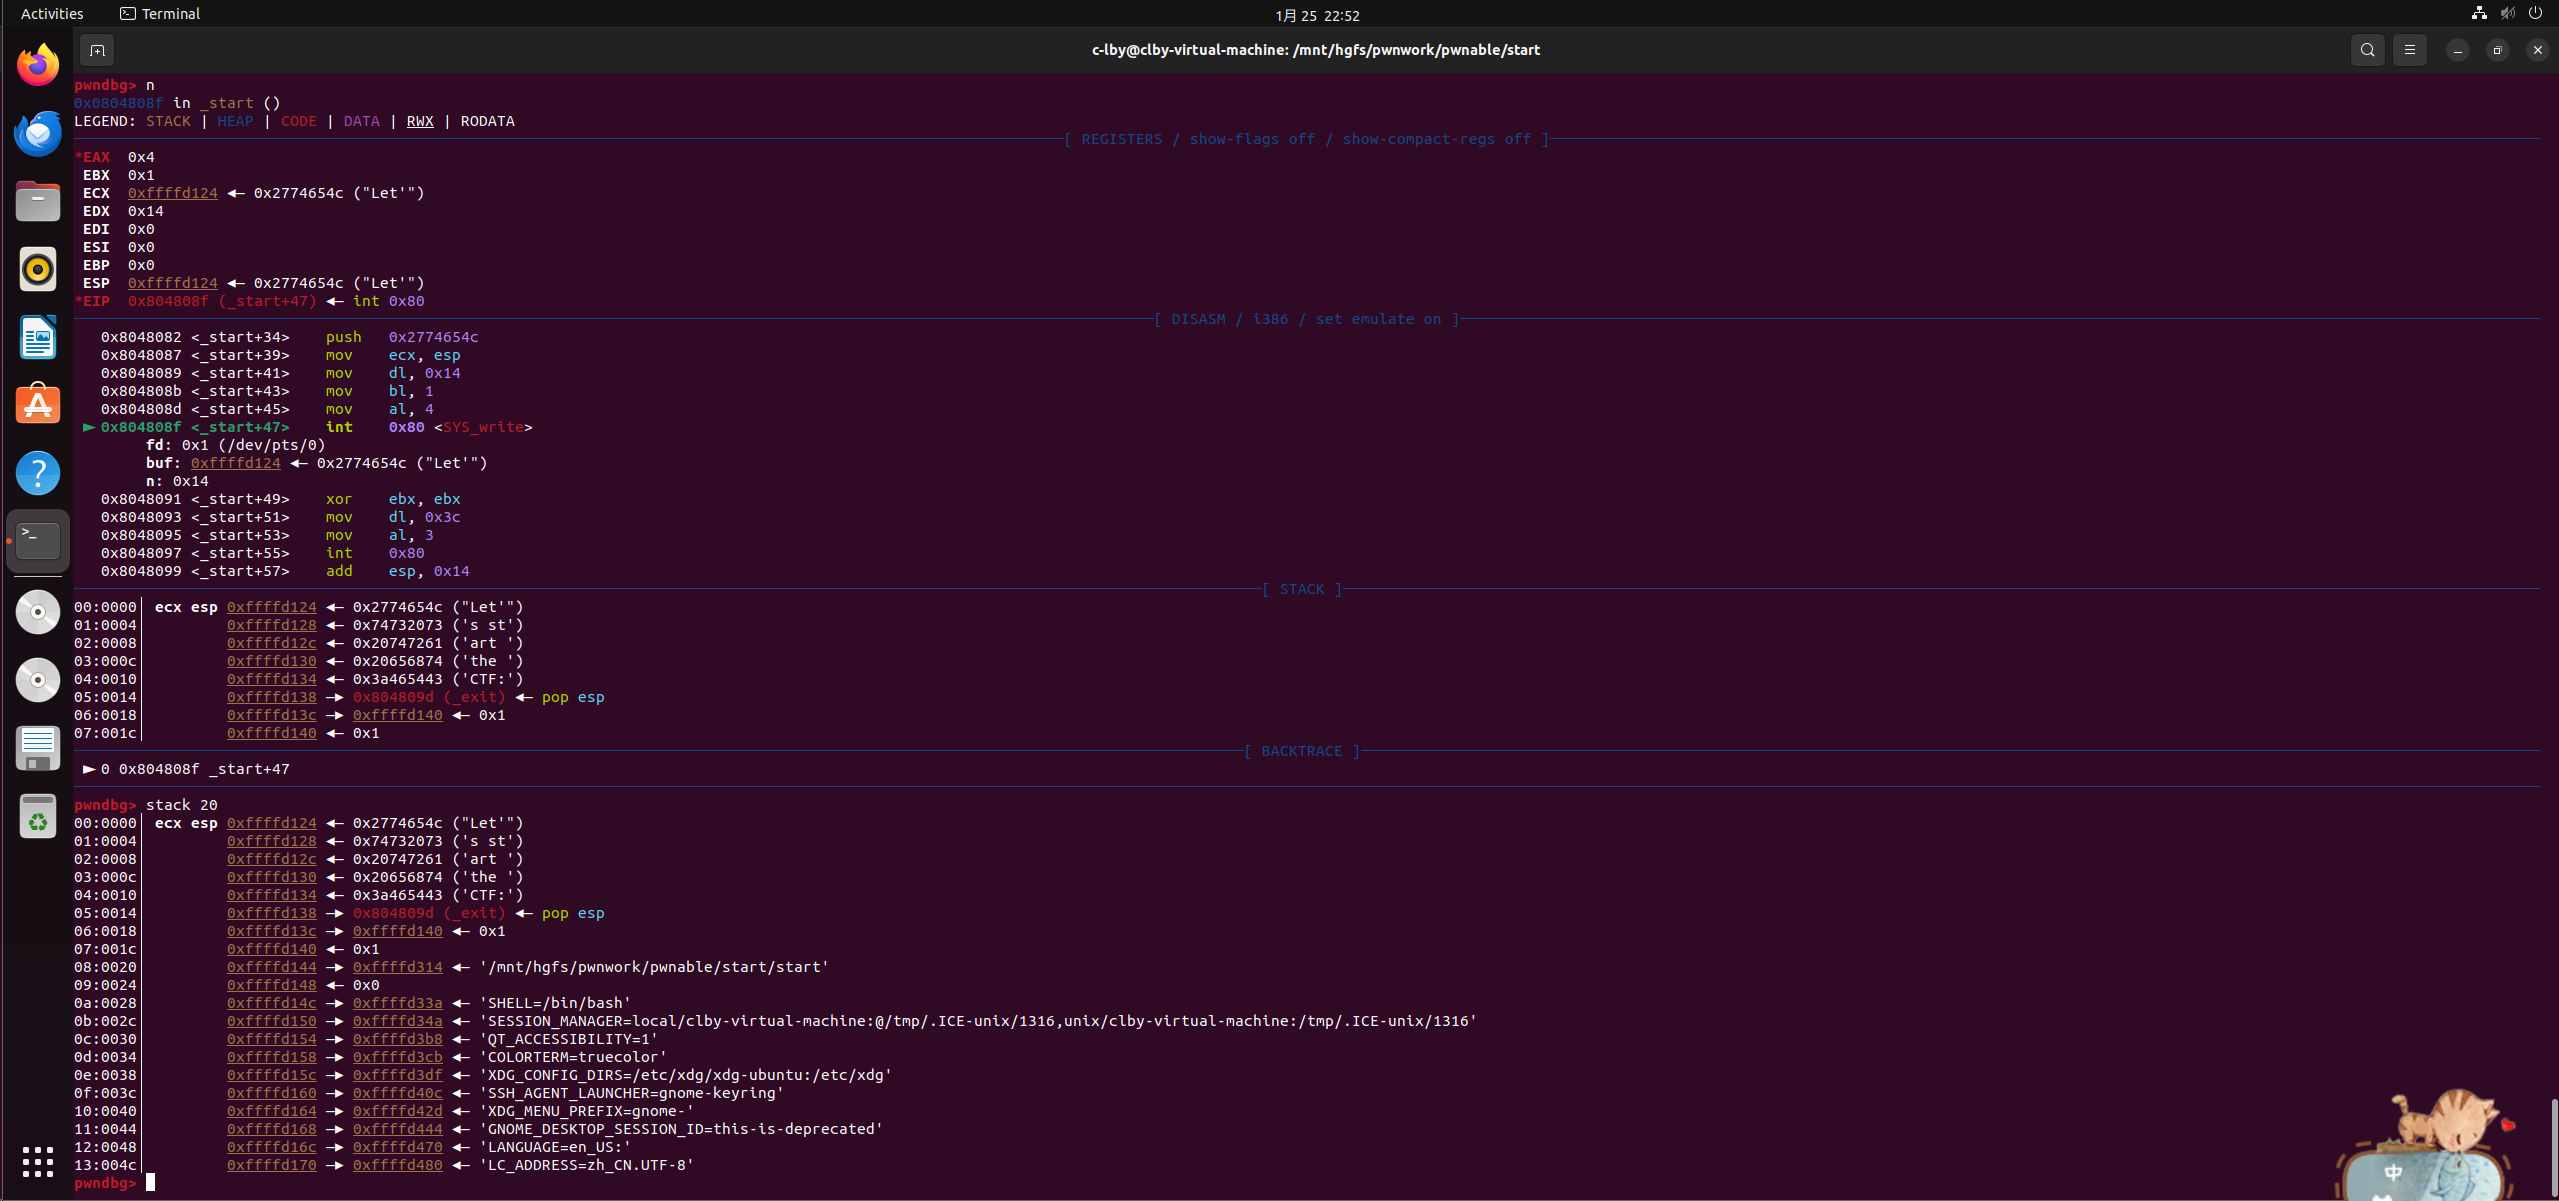 Activities Terminal 1月 25 22:52
c-lby@clby-virtual-machine: /mnt/hgfs/pwnwork/pwnable/start
pwndbg> n
0x0804808f in _start ()
LEGEND: STACK | HEAP | CODE | DATA | RWX | RODATA
[ REGISTERS / show-flags off / show-compact-regs off ]
*EAX 0x4
EBX 0x1
ECX 0xffffd124 ◂— 0x2774654c ("Let'")
EDX 0x14
EDI 0x0
ESI 0x0
EBP 0x0
ESP 0xffffd124 ◂— 0x2774654c ("Let'")
*EIP 0x804808f (_start+47) ◂— int 0x80
[ DISASM / i386 / set emulate on ]
0x8048082 <_start+34> push 0x2774654c
0x8048087 <_start+39> mov ecx, esp
0x8048089 <_start+41> mov dl, 0x14
0x804808b <_start+43> mov bl, 1
0x804808d <_start+45> mov al, 4
► 0x804808f <_start+47> int 0x80 <SYS_write>
fd: 0x1 (/dev/pts/0)
buf: 0xffffd124 ◂— 0x2774654c ("Let'")
n: 0x14
0x8048091 <_start+49> xor ebx, ebx
0x8048093 <_start+51> mov dl, 0x3c
0x8048095 <_start+53> mov al, 3
0x8048097 <_start+55> int 0x80
0x8048099 <_start+57> add esp, 0x14
[ STACK ]
00:0000│ ecx esp 0xffffd124 ◂— 0x2774654c ("Let'")
01:0004│ 0xffffd128 ◂— 0x74732073 ('s st')
02:0008│ 0xffffd12c ◂— 0x20747261 ('art ')
03:000c│ 0xffffd130 ◂— 0x20656874 ('the ')
04:0010│ 0xffffd134 ◂— 0x3a465443 ('CTF:')
05:0014│ 0xffffd138 —▸ 0x804809d (_exit) ◂— pop esp
06:0018│ 0xffffd13c —▸ 0xffffd140 ◂— 0x1
07:001c│ 0xffffd140 ◂— 0x1
[ BACKTRACE ]
► 0 0x804808f _start+47
pwndbg> stack 20
00:0000│ ecx esp 0xffffd124 ◂— 0x2774654c ("Let'")
01:0004│ 0xffffd128 ◂— 0x74732073 ('s st')
02:0008│ 0xffffd12c ◂— 0x20747261 ('art ')
03:000c│ 0xffffd130 ◂— 0x20656874 ('the ')
04:0010│ 0xffffd134 ◂— 0x3a465443 ('CTF:')
05:0014│ 0xffffd138 —▸ 0x804809d (_exit) ◂— pop esp
06:0018│ 0xffffd13c —▸ 0xffffd140 ◂— 0x1
07:001c│ 0xffffd140 ◂— 0x1
08:0020│ 0xffffd144 —▸ 0xffffd314 ◂— '/mnt/hgfs/pwnwork/pwnable/start/start'
09:0024│ 0xffffd148 ◂— 0x0
0a:0028│ 0xffffd14c —▸ 0xffffd33a ◂— 'SHELL=/bin/bash'
0b:002c│ 0xffffd150 —▸ 0xffffd34a ◂— 'SESSION_MANAGER=local/clby-virtual-machine:@/tmp/.ICE-unix/1316,unix/clby-virtual-machine:/tmp/.ICE-unix/1316'
0c:0030│ 0xffffd154 —▸ 0xffffd3b8 ◂— 'QT_ACCESSIBILITY=1'
0d:0034│ 0xffffd158 —▸ 0xffffd3cb ◂— 'COLORTERM=truecolor'
0e:0038│ 0xffffd15c —▸ 0xffffd3df ◂— 'XDG_CONFIG_DIRS=/etc/xdg/xdg-ubuntu:/etc/xdg'
0f:003c│ 0xffffd160 —▸ 0xffffd40c ◂— 'SSH_AGENT_LAUNCHER=gnome-keyring'
10:0040│ 0xffffd164 —▸ 0xffffd42d ◂— 'XDG_MENU_PREFIX=gnome-'
11:0044│ 0xffffd168 —▸ 0xffffd444 ◂— 'GNOME_DESKTOP_SESSION_ID=this-is-deprecated'
12:0048│ 0xffffd16c —▸ 0xffffd470 ◂— 'LANGUAGE=en_US:'
13:004c│ 0xffffd170 —▸ 0xffffd480 ◂— 'LC_ADDRESS=zh_CN.UTF-8'
pwndbg>
中